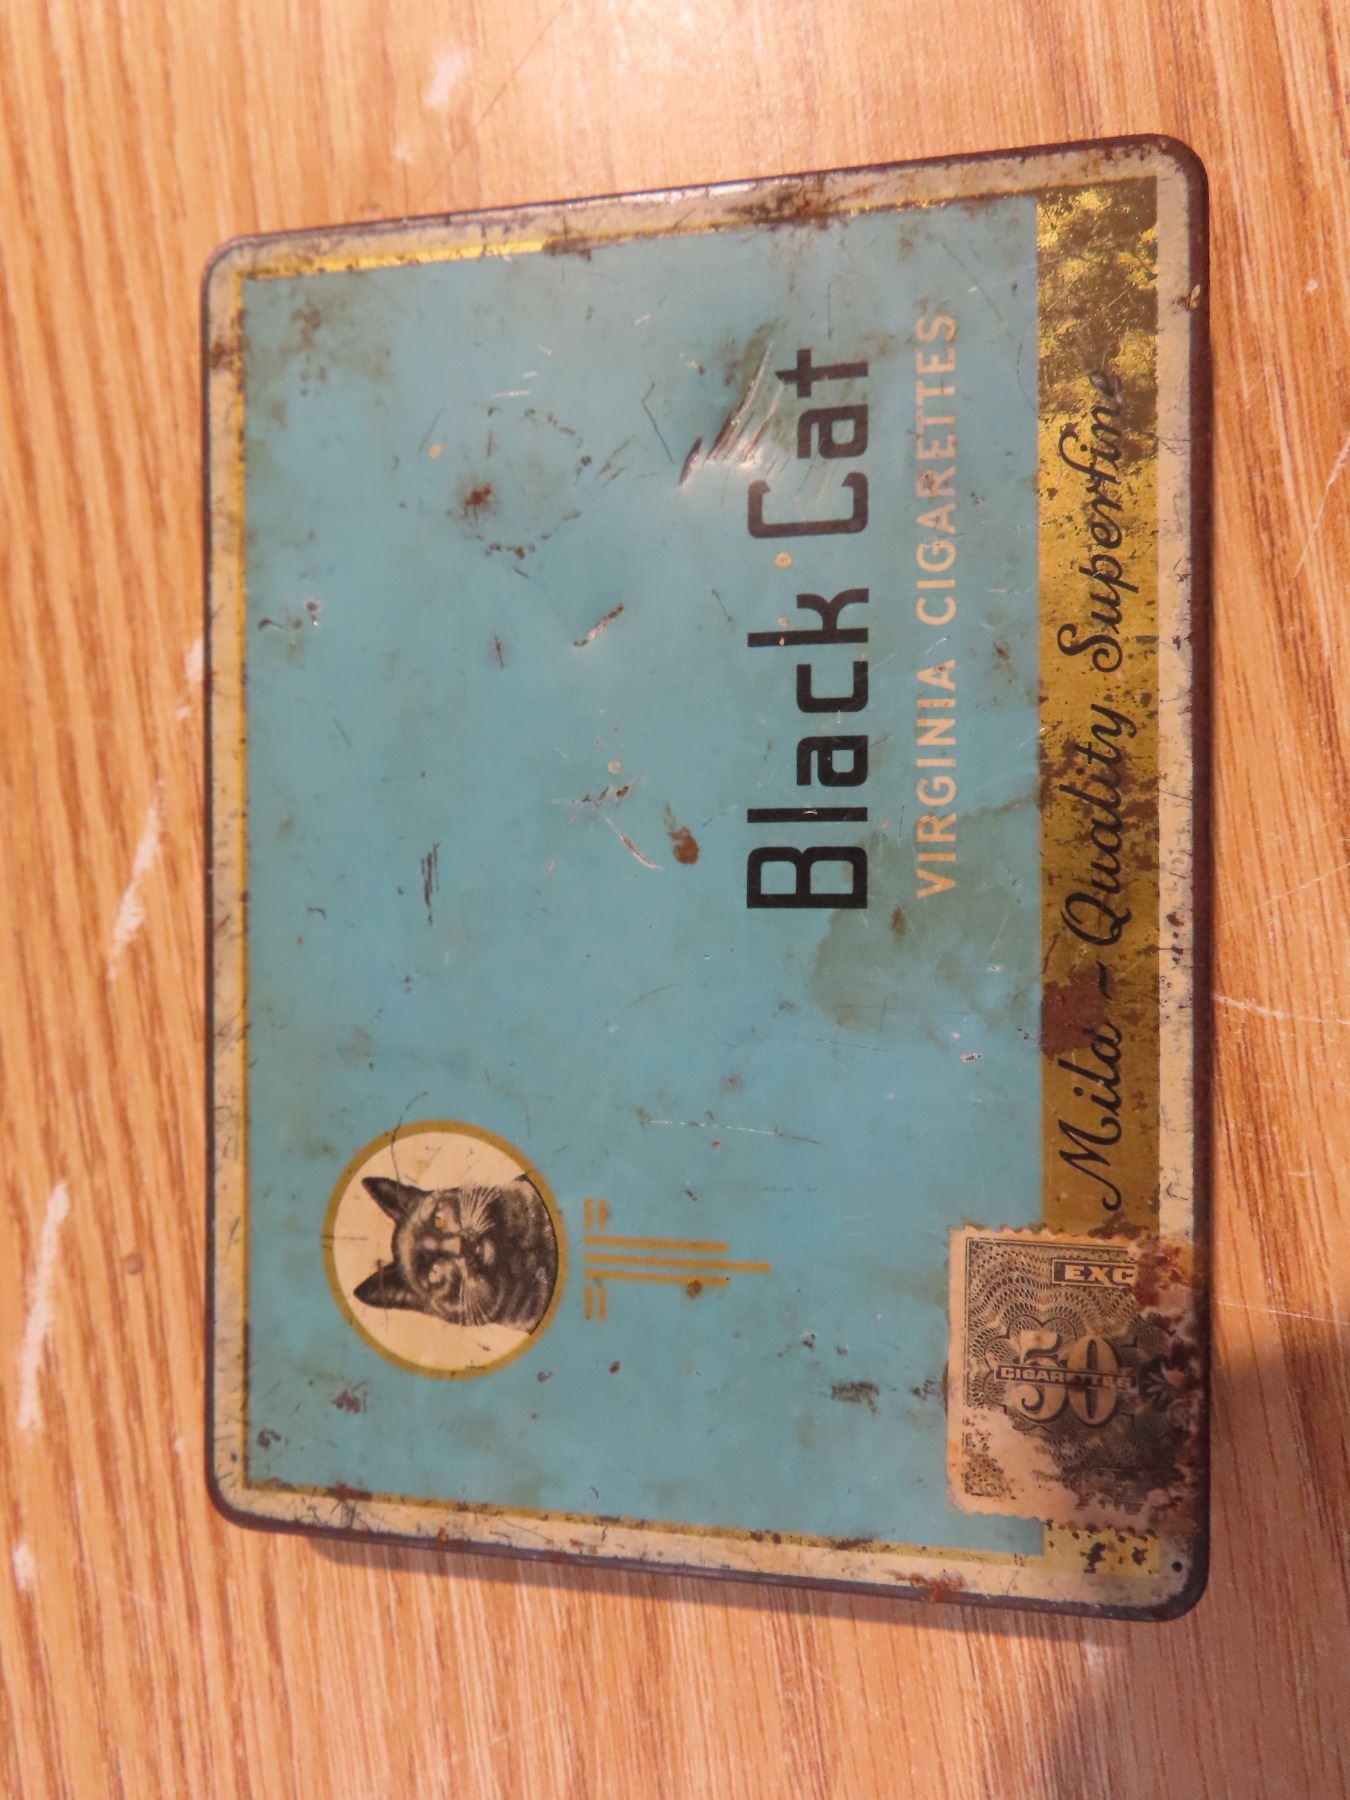 Black Cat
VIRGINIA CIGARETTES
Mild - Quality Superfine
EXC
50
CIGARETTES